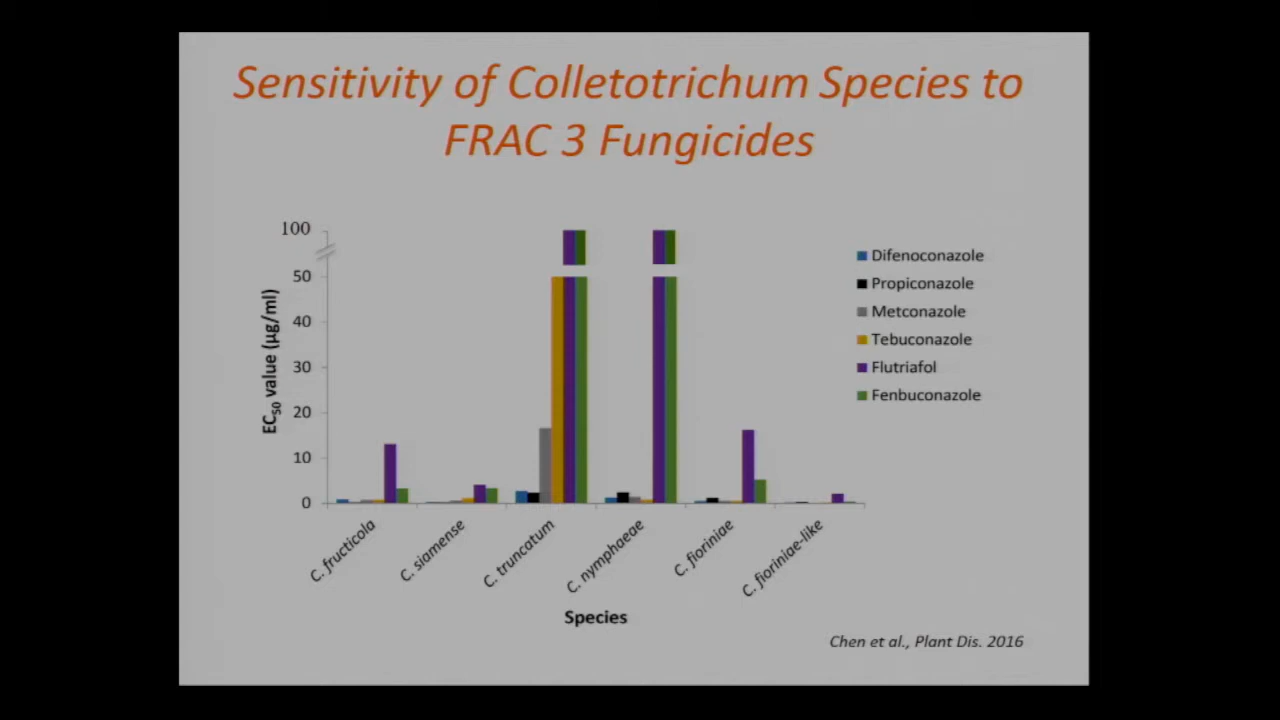 Sensitivity of Colletotrichum Species to
FRAC 3 Fungicides
100
50
40
30
20
10
0
EC50 value (µg/ml)
Difenoconazole
Propiconazole
Metconazole
Tebuconazole
Flutriafol
Fenbuconazole
C. fructicola
C. siamense
C. truncatum
C. nymphaeae
C. fioriniae
C. fioriniae-like
Species
Chen et al., Plant Dis. 2016